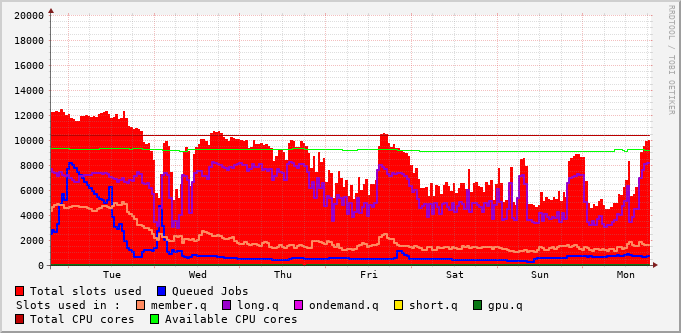 20000
18000
16000
14000
12000
10000
8000
6000
4000
2000
0
Tue Wed Thu Fri Sat Sun Mon
RRDTOOL / TOBI OETIKER
Total slots used Queued Jobs
Slots used in : member.q long.q ondemand.q short.q gpu.q
Total CPU cores Available CPU cores